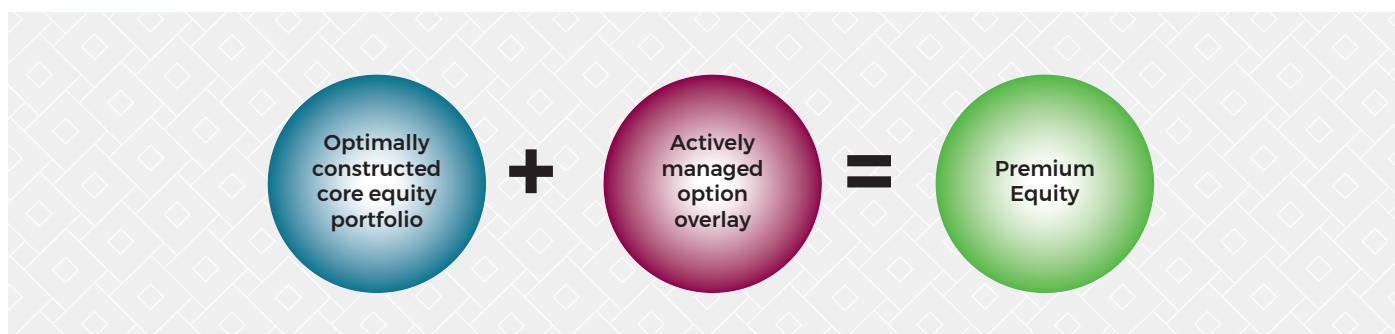 Optimally
constructed
core equity
portfolio
+
Actively
managed
option
overlay
=
Premium
Equity